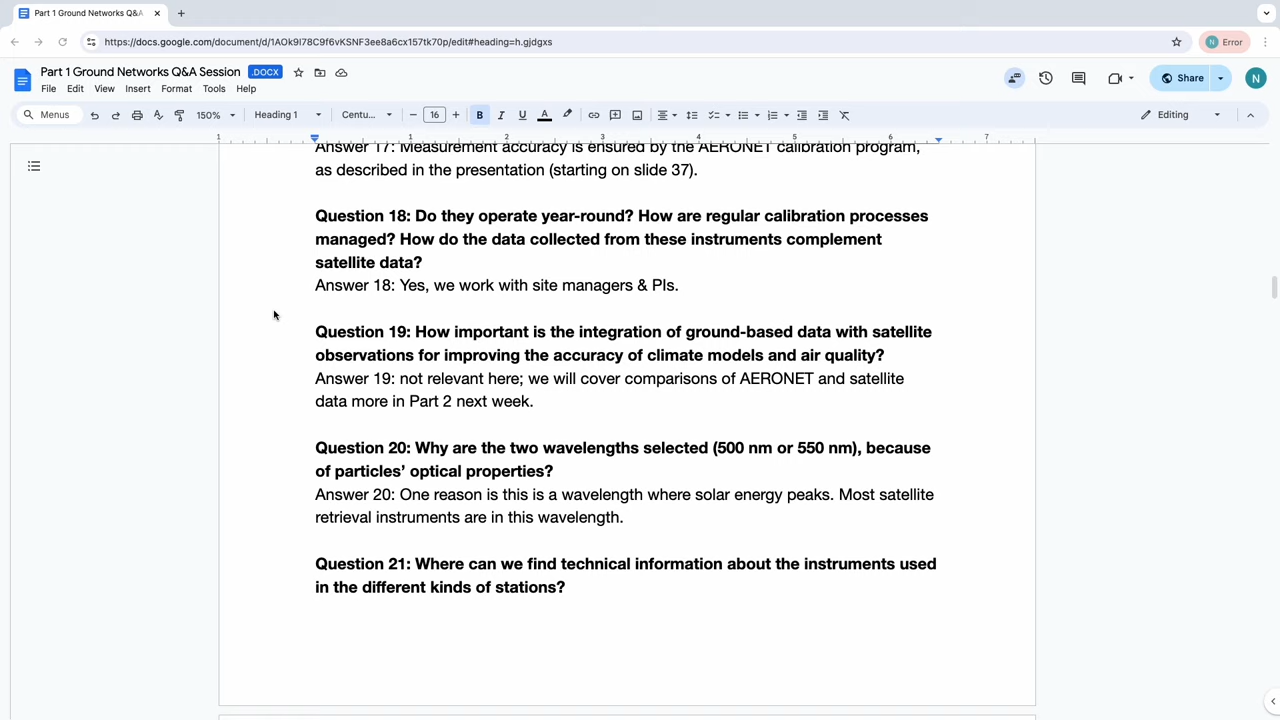 Part 1 Ground Networks Q&A
https://docs.google.com/document/d/1AOk9l78C9f6vKSNF3ee8a6cx157tk70p/edit#heading=h.gjdgxs
N Error
Part 1 Ground Networks Q&A Session .DOCX
File Edit View Insert Format Tools Help
Share
N
Menus 150% Heading 1 Centu... 16 B I U A Editing
1 1 2 3 4 5 6 7
Answer 17: Measurement accuracy is ensured by the AERONET calibration program,
as described in the presentation (starting on slide 37).
Question 18: Do they operate year-round? How are regular calibration processes
managed? How do the data collected from these instruments complement
satellite data?
Answer 18: Yes, we work with site managers & PIs.
Question 19: How important is the integration of ground-based data with satellite
observations for improving the accuracy of climate models and air quality?
Answer 19: not relevant here; we will cover comparisons of AERONET and satellite
data more in Part 2 next week.
Question 20: Why are the two wavelengths selected (500 nm or 550 nm), because
of particles’ optical properties?
Answer 20: One reason is this is a wavelength where solar energy peaks. Most satellite
retrieval instruments are in this wavelength.
Question 21: Where can we find technical information about the instruments used
in the different kinds of stations?